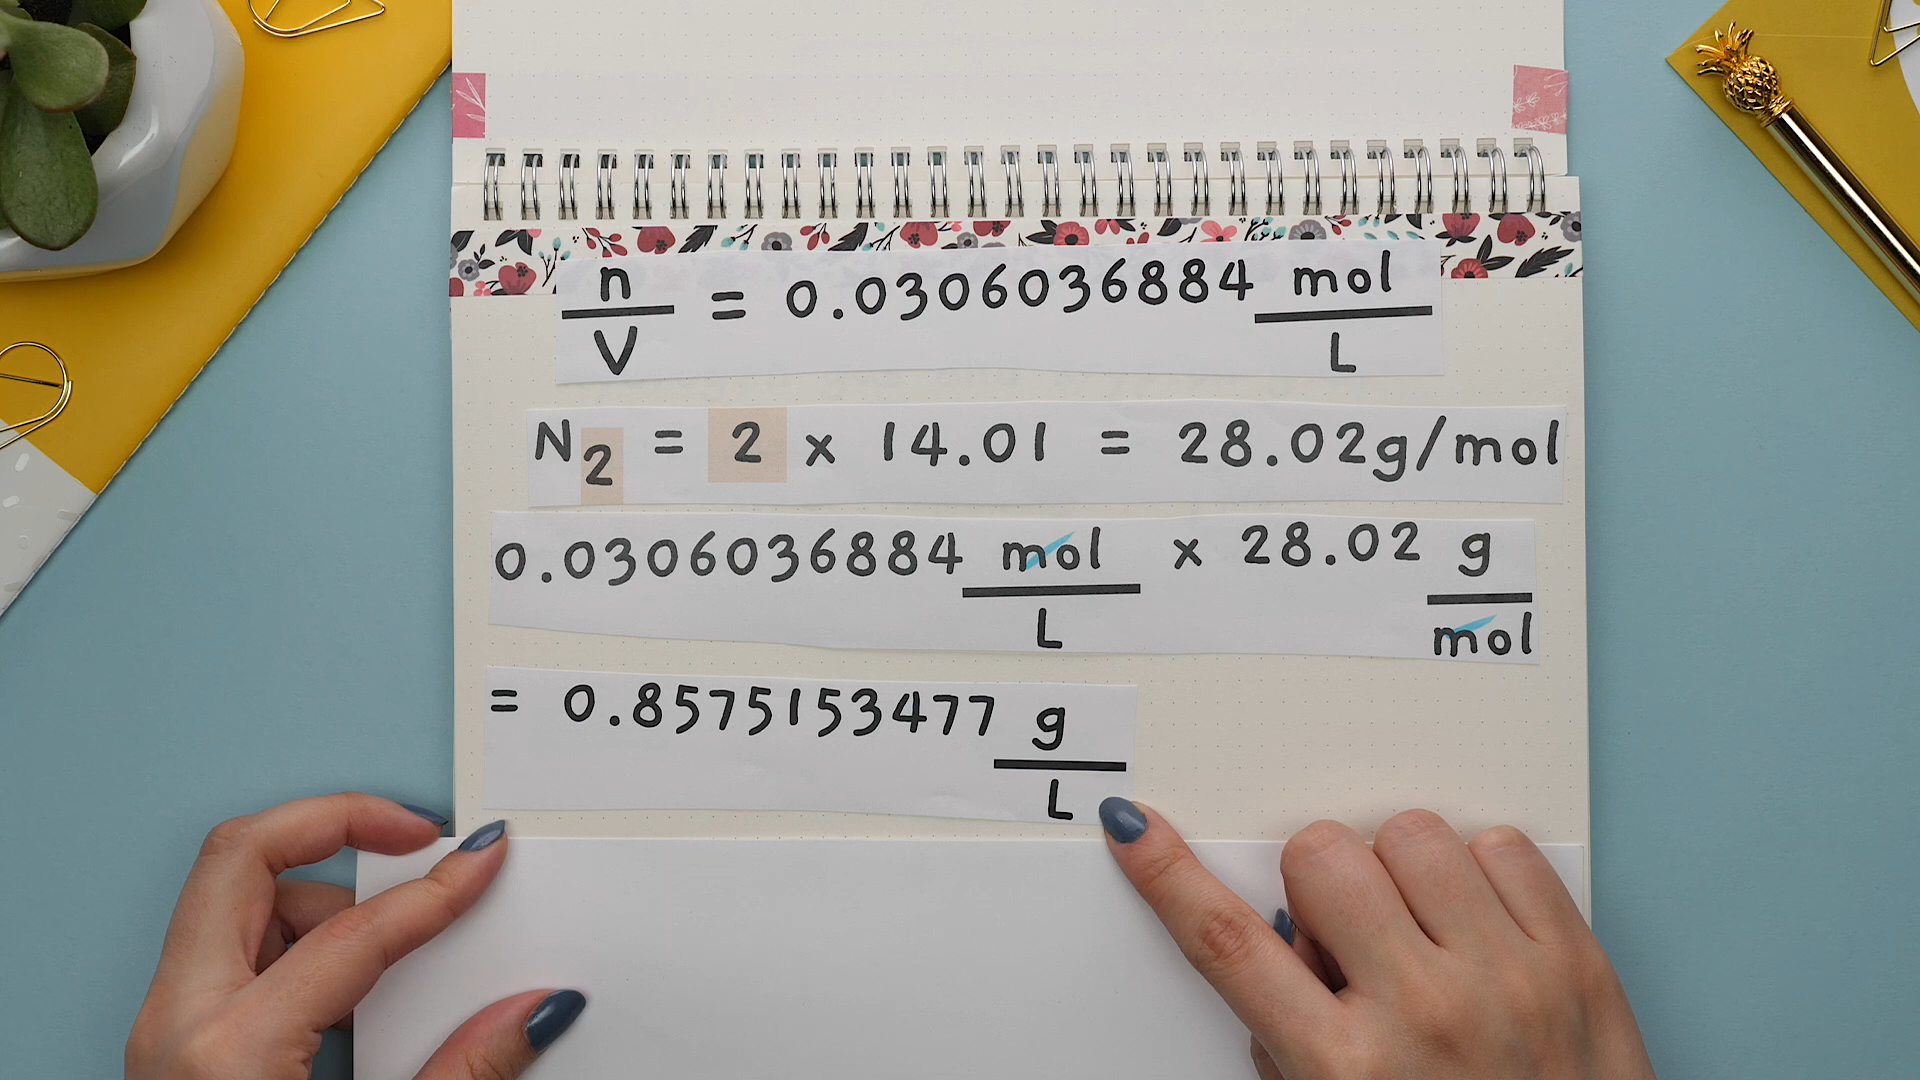 n/V = 0.0306036884 mol/L
N₂ = 2 x 14.01 = 28.02g/mol
0.0306036884 mol/L x 28.02 g/mol
= 0.8575153477 g/L